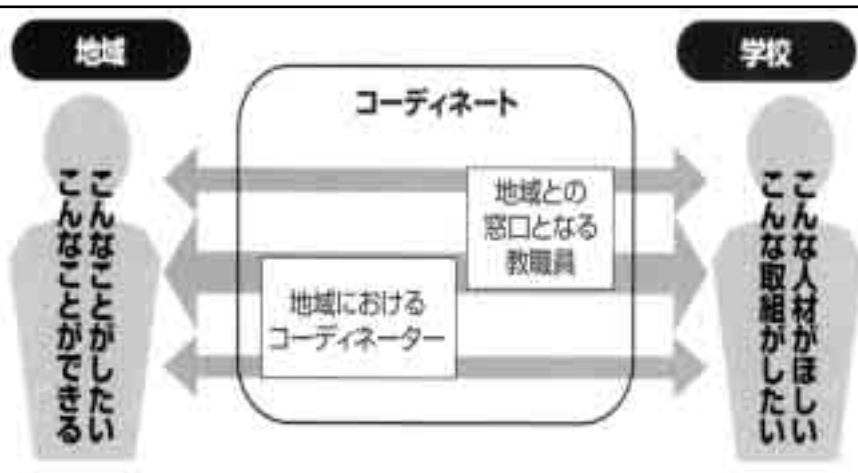 地域
学校
コーディネート
こんなことがしたい
こんなことができる
地域との
窓口となる
教職員
地域における
コーディネーター
こんな人材がほしい
こんな取組がしたい